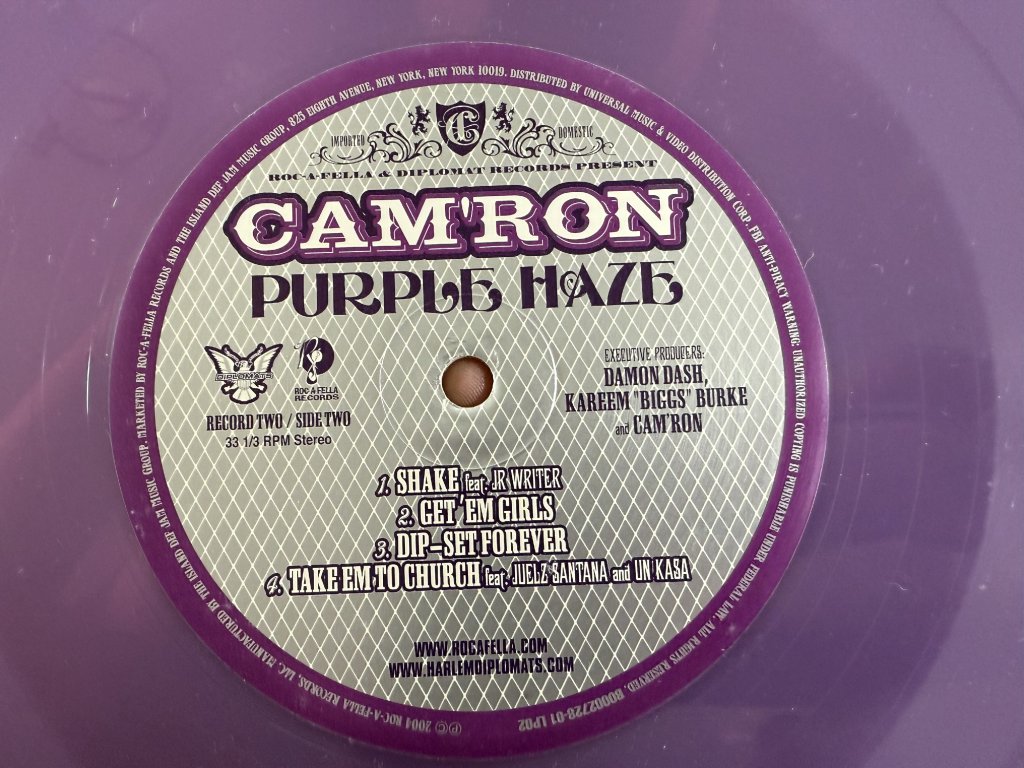 IMPORTED
C
DOMESTIC
ROC-A-FELLA & DIPLOMAT RECORDS PRESENT
CAM'RON
PURPLE HAZE
DIPLOMATS
ROC A FELLA
RECORDS
RECORD TWO / SIDE TWO
33 1/3 RPM Stereo
EXECUTIVE PRODUCERS:
DAMON DASH,
KAREEM "BIGGS" BURKE
and CAM'RON
1. SHAKE feat. JR WRITER
2. GET 'EM GIRLS
3. DIP-SET FOREVER
4. TAKE EM TO CHURCH feat. JUELZ SANTANA and UN KASA
WWW.ROCAFELLA.COM
WWW.HARLEMDIPLOMATS.COM
℗ © 2004 ROC-A-FELLA RECORDS, LLC. MANUFACTURED BY THE ISLAND DEF JAM MUSIC GROUP. MARKETED BY ROC-A-FELLA RECORDS AND THE ISLAND DEF JAM MUSIC GROUP, 825 EIGHTH AVENUE, NEW YORK, NEW YORK 10019. DISTRIBUTED BY UNIVERSAL MUSIC & VIDEO DISTRIBUTION CORP. FBI ANTI-PIRACY WARNING: UNAUTHORIZED COPYING IS PUNISHABLE UNDER FEDERAL LAW. ALL RIGHTS RESERVED. B0002728-01 LP02